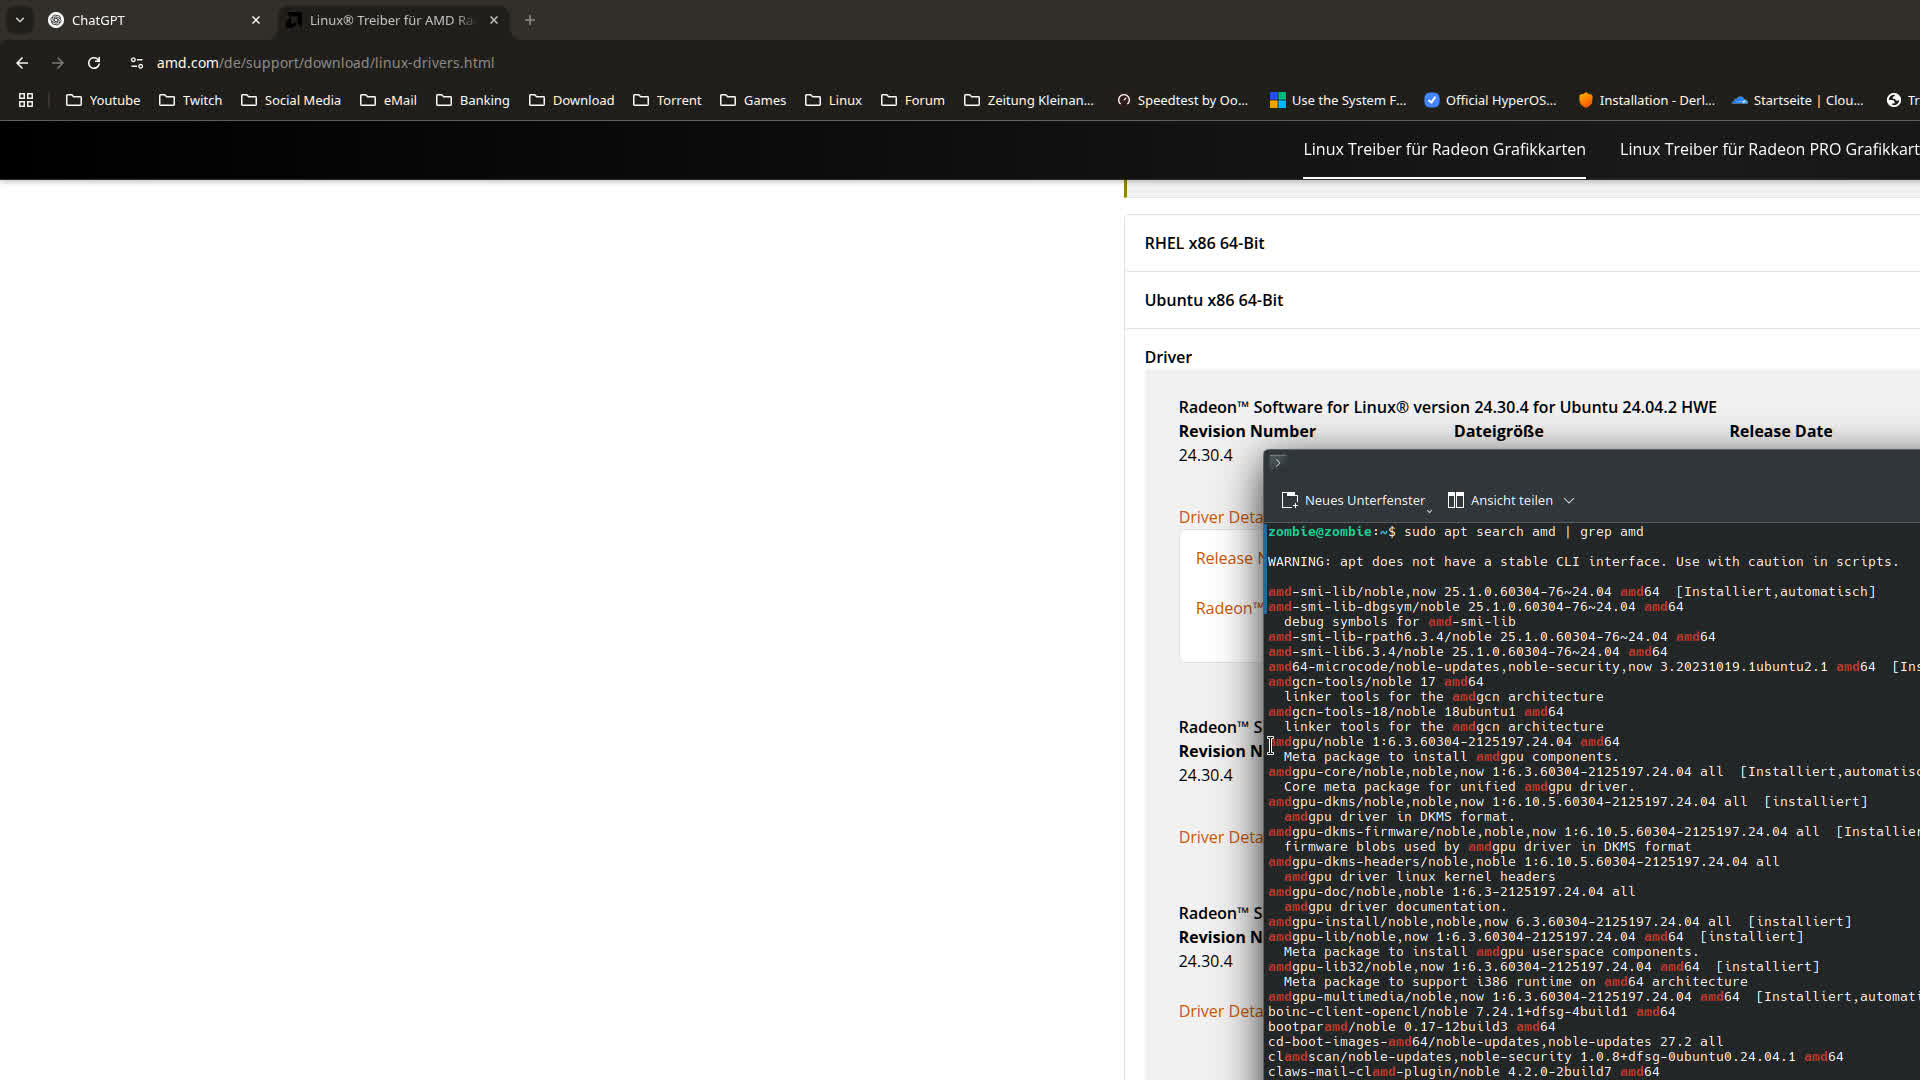 ChatGPT
Linux® Treiber für AMD Ra
amd.com/de/support/download/linux-drivers.html
Youtube Twitch Social Media eMail Banking Download Torrent Games Linux Forum Zeitung Kleinan... Speedtest by Oo... Use the System F... Official HyperOS... Installation - Derl... Startseite | Clou... Tr
Linux Treiber für Radeon Grafikkarten Linux Treiber für Radeon PRO Grafikkart
RHEL x86 64-Bit
Ubuntu x86 64-Bit
Driver
Radeon™ Software for Linux® version 24.30.4 for Ubuntu 24.04.2 HWE
Revision Number Dateigröße Release Date
24.30.4
Driver Deta
Release N
Radeon™
Radeon™ S
Revision N
24.30.4
Driver Deta
Radeon™ S
Revision N
24.30.4
Driver Deta
Neues Unterfenster Ansicht teilen
zombie@zombie:~$ sudo apt search amd | grep amd
WARNING: apt does not have a stable CLI interface. Use with caution in scripts.
amd-smi-lib/noble,now 25.1.0.60304-76~24.04 amd64 [Installiert,automatisch]
amd-smi-lib-dbgsym/noble 25.1.0.60304-76~24.04 amd64
debug symbols for amd-smi-lib
amd-smi-lib-rpath6.3.4/noble 25.1.0.60304-76~24.04 amd64
amd-smi-lib6.3.4/noble 25.1.0.60304-76~24.04 amd64
amd64-microcode/noble-updates,noble-security,now 3.20231019.1ubuntu2.1 amd64 [Ins
amdgcn-tools/noble 17 amd64
linker tools for the amdgcn architecture
amdgcn-tools-18/noble 18ubuntu1 amd64
linker tools for the amdgcn architecture
amdgpu/noble 1:6.3.60304-2125197.24.04 amd64
Meta package to install amdgpu components.
amdgpu-core/noble,noble,now 1:6.3.60304-2125197.24.04 all [Installiert,automatisc
Core meta package for unified amdgpu driver.
amdgpu-dkms/noble,noble,now 1:6.10.5.60304-2125197.24.04 all [installiert]
amdgpu driver in DKMS format.
amdgpu-dkms-firmware/noble,noble,now 1:6.10.5.60304-2125197.24.04 all [Installier
firmware blobs used by amdgpu driver in DKMS format
amdgpu-dkms-headers/noble,noble 1:6.10.5.60304-2125197.24.04 all
amdgpu driver linux kernel headers
amdgpu-doc/noble,noble 1:6.3-2125197.24.04 all
amdgpu driver documentation.
amdgpu-install/noble,noble,now 6.3.60304-2125197.24.04 all [installiert]
amdgpu-lib/noble,now 1:6.3.60304-2125197.24.04 amd64 [installiert]
Meta package to install amdgpu userspace components.
amdgpu-lib32/noble,now 1:6.3.60304-2125197.24.04 amd64 [installiert]
Meta package to support i386 runtime on amd64 architecture
amdgpu-multimedia/noble,now 1:6.3.60304-2125197.24.04 amd64 [Installiert,automati
boinc-client-opencl/noble 7.24.1+dfsg-4build1 amd64
bootparamd/noble 0.17-12build3 amd64
cd-boot-images-amd64/noble-updates,noble-updates 27.2 all
clamdscan/noble-updates,noble-security 1.0.8+dfsg-0ubuntu0.24.04.1 amd64
claws-mail-clamd-plugin/noble 4.2.0-2build7 amd64